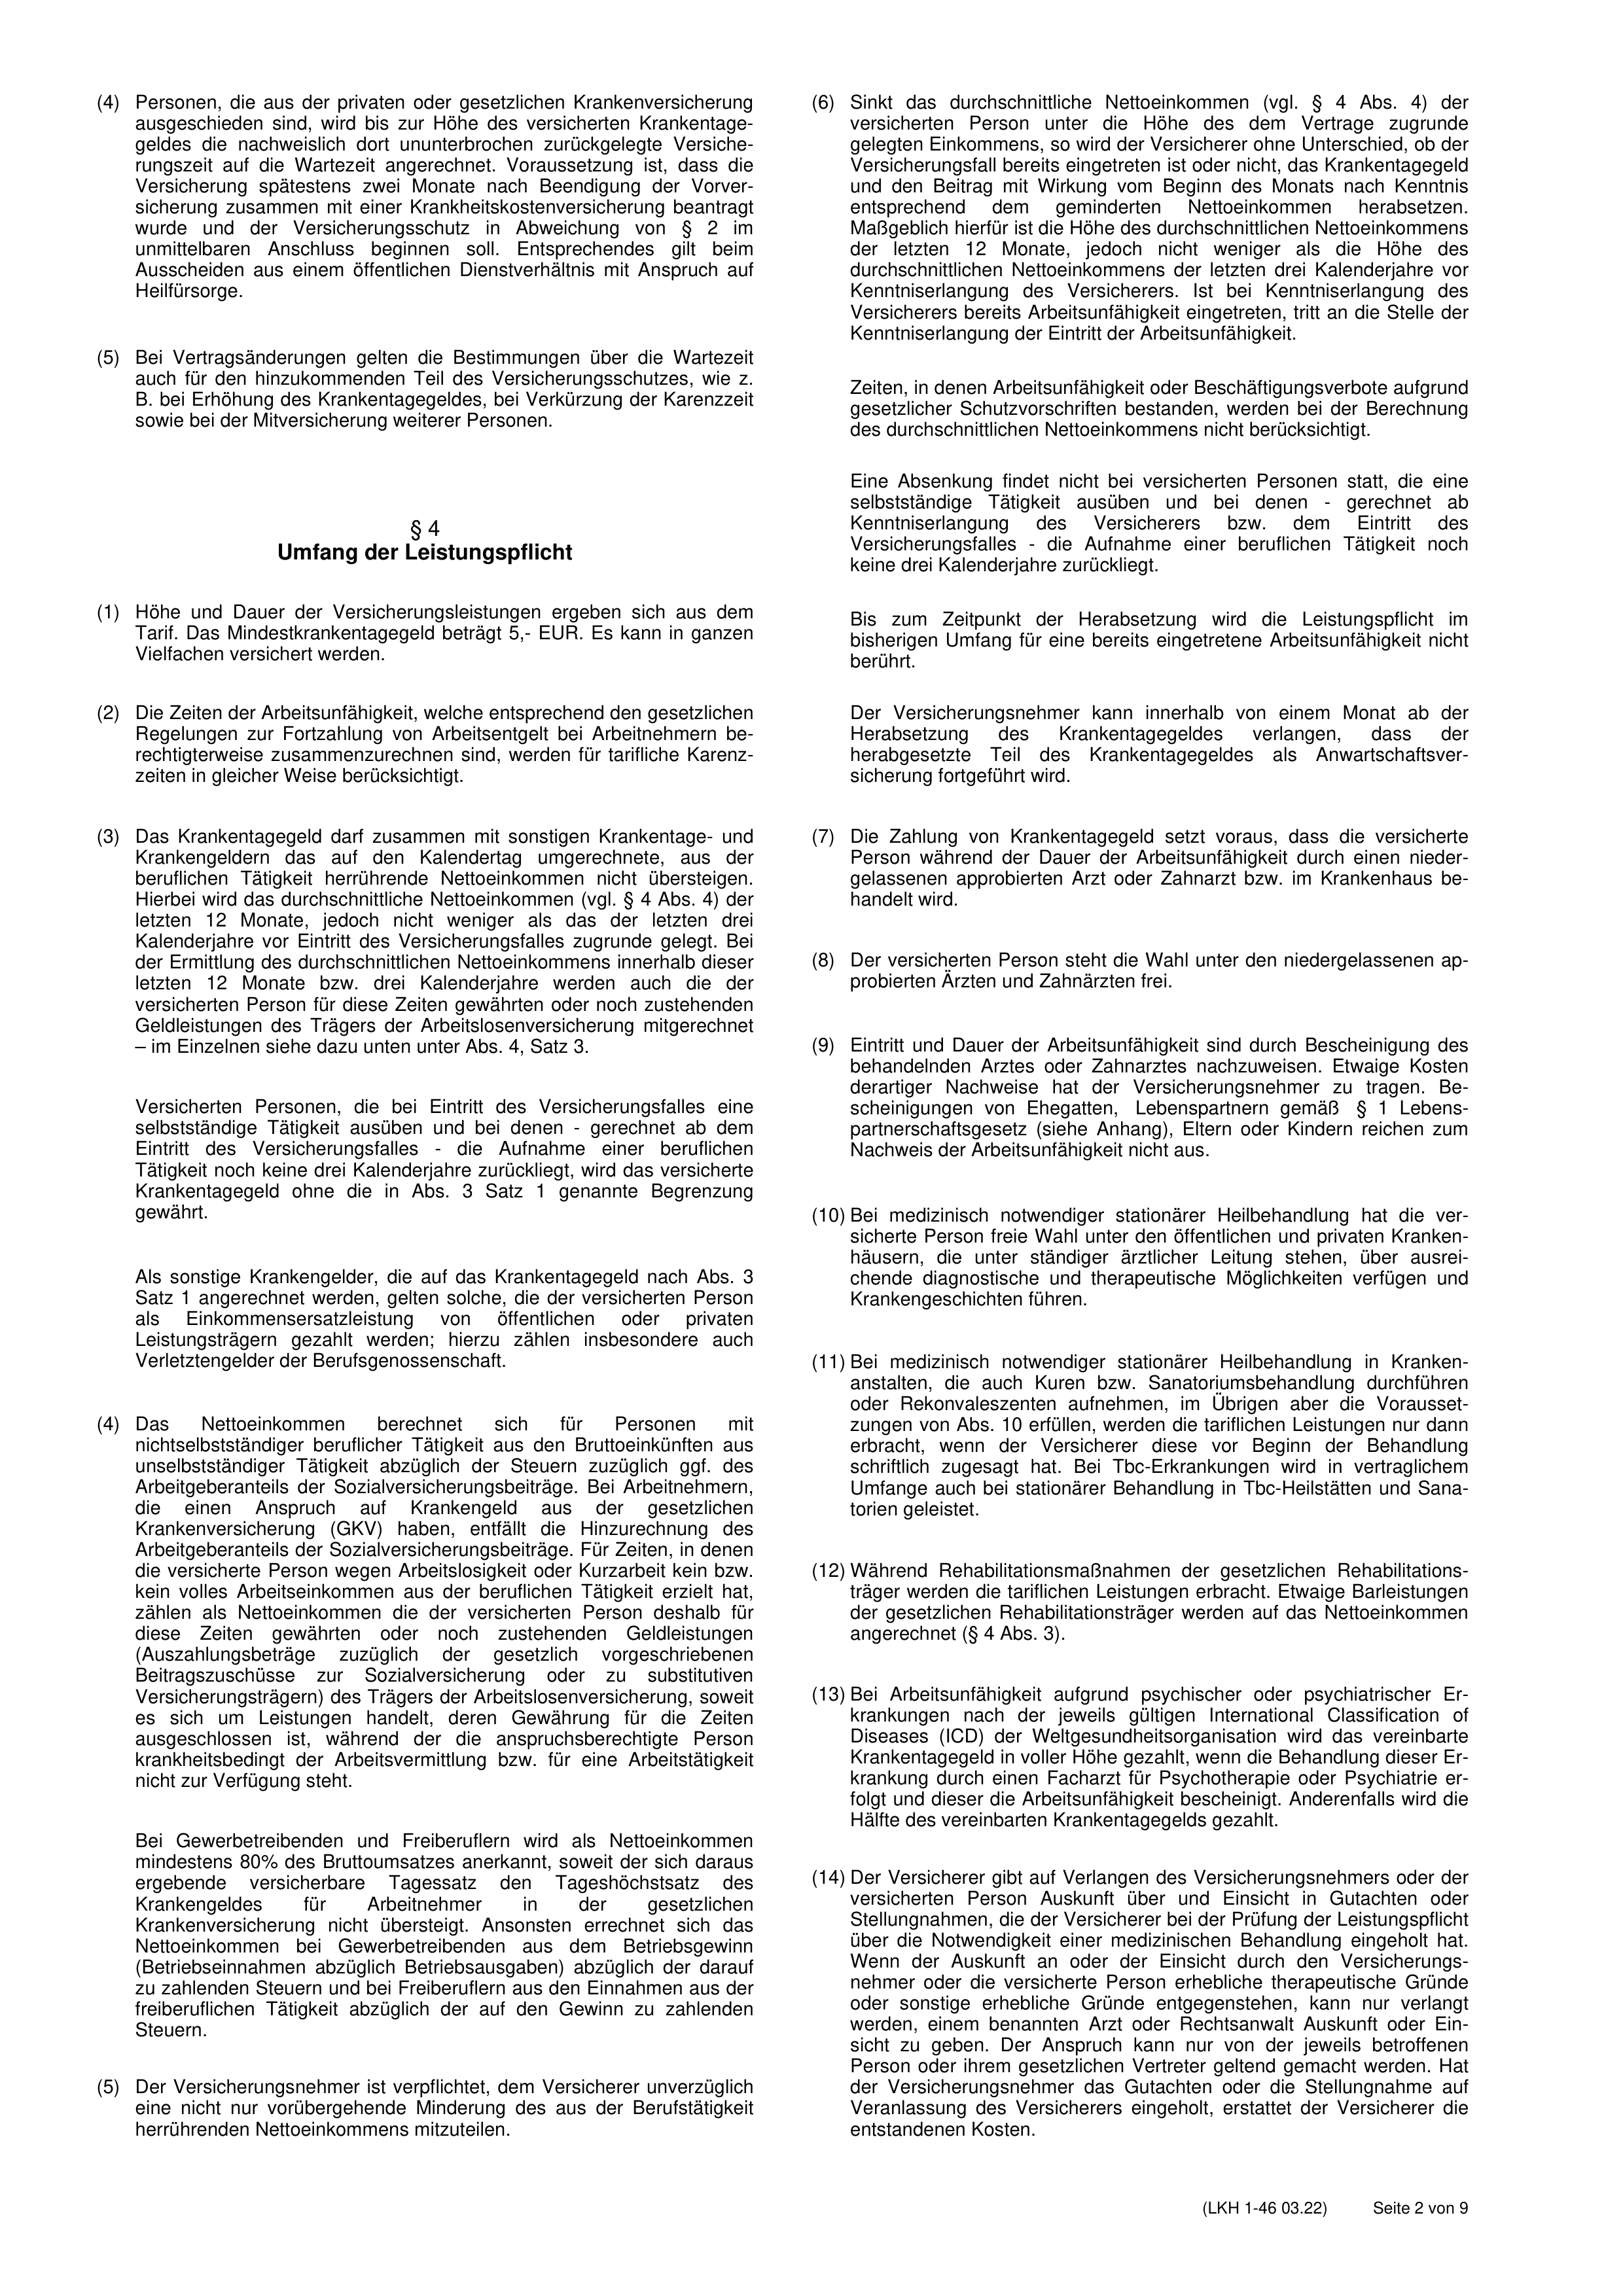 (4) Personen, die aus der privaten oder gesetzlichen Krankenversicherung
ausgeschieden sind, wird bis zur Höhe des versicherten Krankentage-
geldes die nachweislich dort ununterbrochen zurückgelegte Versiche-
rungszeit auf die Wartezeit angerechnet. Voraussetzung ist, dass die
Versicherung spätestens zwei Monate nach Beendigung der Vorver-
sicherung zusammen mit einer Krankheitskostenversicherung beantragt
wurde und der Versicherungsschutz in Abweichung von § 2 im
unmittelbaren Anschluss beginnen soll. Entsprechendes gilt beim
Ausscheiden aus einem öffentlichen Dienstverhältnis mit Anspruch auf
Heilfürsorge.
(5) Bei Vertragsänderungen gelten die Bestimmungen über die Wartezeit
auch für den hinzukommenden Teil des Versicherungsschutzes, wie z.
B. bei Erhöhung des Krankentagegeldes, bei Verkürzung der Karenzzeit
sowie bei der Mitversicherung weiterer Personen.
§ 4
Umfang der Leistungspflicht
(1) Höhe und Dauer der Versicherungsleistungen ergeben sich aus dem
Tarif. Das Mindestkrankentagegeld beträgt 5,- EUR. Es kann in ganzen
Vielfachen versichert werden.
(2) Die Zeiten der Arbeitsunfähigkeit, welche entsprechend den gesetzlichen
Regelungen zur Fortzahlung von Arbeitsentgelt bei Arbeitnehmern be-
rechtigterweise zusammenzurechnen sind, werden für tarifliche Karenz-
zeiten in gleicher Weise berücksichtigt.
(3) Das Krankentagegeld darf zusammen mit sonstigen Krankentage- und
Krankengeldern das auf den Kalendertag umgerechnete, aus der
beruflichen Tätigkeit herrührende Nettoeinkommen nicht übersteigen.
Hierbei wird das durchschnittliche Nettoeinkommen (vgl. § 4 Abs. 4) der
letzten 12 Monate, jedoch nicht weniger als das der letzten drei
Kalenderjahre vor Eintritt des Versicherungsfalles zugrunde gelegt. Bei
der Ermittlung des durchschnittlichen Nettoeinkommens innerhalb dieser
letzten 12 Monate bzw. drei Kalenderjahre werden auch die der
versicherten Person für diese Zeiten gewährten oder noch zustehenden
Geldleistungen des Trägers der Arbeitslosenversicherung mitgerechnet
– im Einzelnen siehe dazu unten unter Abs. 4, Satz 3.
Versicherten Personen, die bei Eintritt des Versicherungsfalles eine
selbstständige Tätigkeit ausüben und bei denen - gerechnet ab dem
Eintritt des Versicherungsfalles - die Aufnahme einer beruflichen
Tätigkeit noch keine drei Kalenderjahre zurückliegt, wird das versicherte
Krankentagegeld ohne die in Abs. 3 Satz 1 genannte Begrenzung
gewährt.
Als sonstige Krankengelder, die auf das Krankentagegeld nach Abs. 3
Satz 1 angerechnet werden, gelten solche, die der versicherten Person
als Einkommensersatzleistung von öffentlichen oder privaten
Leistungsträgern gezahlt werden; hierzu zählen insbesondere auch
Verletztengelder der Berufsgenossenschaft.
(4) Das Nettoeinkommen berechnet sich für Personen mit
nichtselbstständiger beruflicher Tätigkeit aus den Bruttoeinkünften aus
unselbstständiger Tätigkeit abzüglich der Steuern zuzüglich ggf. des
Arbeitgeberanteils der Sozialversicherungsbeiträge. Bei Arbeitnehmern,
die einen Anspruch auf Krankengeld aus der gesetzlichen
Krankenversicherung (GKV) haben, entfällt die Hinzurechnung des
Arbeitgeberanteils der Sozialversicherungsbeiträge. Für Zeiten, in denen
die versicherte Person wegen Arbeitslosigkeit oder Kurzarbeit kein bzw.
kein volles Arbeitseinkommen aus der beruflichen Tätigkeit erzielt hat,
zählen als Nettoeinkommen die der versicherten Person deshalb für
diese Zeiten gewährten oder noch zustehenden Geldleistungen
(Auszahlungsbeträge zuzüglich der gesetzlich vorgeschriebenen
Beitragszuschüsse zur Sozialversicherung oder zu substitutiven
Versicherungsträgern) des Trägers der Arbeitslosenversicherung, soweit
es sich um Leistungen handelt, deren Gewährung für die Zeiten
ausgeschlossen ist, während der die anspruchsberechtigte Person
krankheitsbedingt der Arbeitsvermittlung bzw. für eine Arbeitstätigkeit
nicht zur Verfügung steht.
Bei Gewerbetreibenden und Freiberuflern wird als Nettoeinkommen
mindestens 80% des Bruttoumsatzes anerkannt, soweit der sich daraus
ergebende versicherbare Tagessatz den Tageshöchstsatz des
Krankengeldes für Arbeitnehmer in der gesetzlichen
Krankenversicherung nicht übersteigt. Ansonsten errechnet sich das
Nettoeinkommen bei Gewerbetreibenden aus dem Betriebsgewinn
(Betriebseinnahmen abzüglich Betriebsausgaben) abzüglich der darauf
zu zahlenden Steuern und bei Freiberuflern aus den Einnahmen aus der
freiberuflichen Tätigkeit abzüglich der auf den Gewinn zu zahlenden
Steuern.
(5) Der Versicherungsnehmer ist verpflichtet, dem Versicherer unverzüglich
eine nicht nur vorübergehende Minderung des aus der Berufstätigkeit
herrührenden Nettoeinkommens mitzuteilen.
(6) Sinkt das durchschnittliche Nettoeinkommen (vgl. § 4 Abs. 4) der
versicherten Person unter die Höhe des dem Vertrage zugrunde
gelegten Einkommens, so wird der Versicherer ohne Unterschied, ob der
Versicherungsfall bereits eingetreten ist oder nicht, das Krankentagegeld
und den Beitrag mit Wirkung vom Beginn des Monats nach Kenntnis
entsprechend dem geminderten Nettoeinkommen herabsetzen.
Maßgeblich hierfür ist die Höhe des durchschnittlichen Nettoeinkommens
der letzten 12 Monate, jedoch nicht weniger als die Höhe des
durchschnittlichen Nettoeinkommens der letzten drei Kalenderjahre vor
Kenntniserlangung des Versicherers. Ist bei Kenntniserlangung des
Versicherers bereits Arbeitsunfähigkeit eingetreten, tritt an die Stelle der
Kenntniserlangung der Eintritt der Arbeitsunfähigkeit.
Zeiten, in denen Arbeitsunfähigkeit oder Beschäftigungsverbote aufgrund
gesetzlicher Schutzvorschriften bestanden, werden bei der Berechnung
des durchschnittlichen Nettoeinkommens nicht berücksichtigt.
Eine Absenkung findet nicht bei versicherten Personen statt, die eine
selbstständige Tätigkeit ausüben und bei denen - gerechnet ab
Kenntniserlangung des Versicherers bzw. dem Eintritt des
Versicherungsfalles - die Aufnahme einer beruflichen Tätigkeit noch
keine drei Kalenderjahre zurückliegt.
Bis zum Zeitpunkt der Herabsetzung wird die Leistungspflicht im
bisherigen Umfang für eine bereits eingetretene Arbeitsunfähigkeit nicht
berührt.
Der Versicherungsnehmer kann innerhalb von einem Monat ab der
Herabsetzung des Krankentagegeldes verlangen, dass der
herabgesetzte Teil des Krankentagegeldes als Anwartschaftsver-
sicherung fortgeführt wird.
(7) Die Zahlung von Krankentagegeld setzt voraus, dass die versicherte
Person während der Dauer der Arbeitsunfähigkeit durch einen nieder-
gelassenen approbierten Arzt oder Zahnarzt bzw. im Krankenhaus be-
handelt wird.
(8) Der versicherten Person steht die Wahl unter den niedergelassenen ap-
probierten Ärzten und Zahnärzten frei.
(9) Eintritt und Dauer der Arbeitsunfähigkeit sind durch Bescheinigung des
behandelnden Arztes oder Zahnarztes nachzuweisen. Etwaige Kosten
derartiger Nachweise hat der Versicherungsnehmer zu tragen. Be-
scheinigungen von Ehegatten, Lebenspartnern gemäß § 1 Lebens-
partnerschaftsgesetz (siehe Anhang), Eltern oder Kindern reichen zum
Nachweis der Arbeitsunfähigkeit nicht aus.
(10) Bei medizinisch notwendiger stationärer Heilbehandlung hat die ver-
sicherte Person freie Wahl unter den öffentlichen und privaten Kranken-
häusern, die unter ständiger ärztlicher Leitung stehen, über ausrei-
chende diagnostische und therapeutische Möglichkeiten verfügen und
Krankengeschichten führen.
(11) Bei medizinisch notwendiger stationärer Heilbehandlung in Kranken-
anstalten, die auch Kuren bzw. Sanatoriumsbehandlung durchführen
oder Rekonvaleszenten aufnehmen, im Übrigen aber die Vorausset-
zungen von Abs. 10 erfüllen, werden die tariflichen Leistungen nur dann
erbracht, wenn der Versicherer diese vor Beginn der Behandlung
schriftlich zugesagt hat. Bei Tbc-Erkrankungen wird in vertraglichem
Umfange auch bei stationärer Behandlung in Tbc-Heilstätten und Sana-
torien geleistet.
(12) Während Rehabilitationsmaßnahmen der gesetzlichen Rehabilitations-
träger werden die tariflichen Leistungen erbracht. Etwaige Barleistungen
der gesetzlichen Rehabilitationsträger werden auf das Nettoeinkommen
angerechnet (§ 4 Abs. 3).
(13) Bei Arbeitsunfähigkeit aufgrund psychischer oder psychiatrischer Er-
krankungen nach der jeweils gültigen International Classification of
Diseases (ICD) der Weltgesundheitsorganisation wird das vereinbarte
Krankentagegeld in voller Höhe gezahlt, wenn die Behandlung dieser Er-
krankung durch einen Facharzt für Psychotherapie oder Psychiatrie er-
folgt und dieser die Arbeitsunfähigkeit bescheinigt. Anderenfalls wird die
Hälfte des vereinbarten Krankentagegelds gezahlt.
(14) Der Versicherer gibt auf Verlangen des Versicherungsnehmers oder der
versicherten Person Auskunft über und Einsicht in Gutachten oder
Stellungnahmen, die der Versicherer bei der Prüfung der Leistungspflicht
über die Notwendigkeit einer medizinischen Behandlung eingeholt hat.
Wenn der Auskunft an oder der Einsicht durch den Versicherungs-
nehmer oder die versicherte Person erhebliche therapeutische Gründe
oder sonstige erhebliche Gründe entgegenstehen, kann nur verlangt
werden, einem benannten Arzt oder Rechtsanwalt Auskunft oder Ein-
sicht zu geben. Der Anspruch kann nur von der jeweils betroffenen
Person oder ihrem gesetzlichen Vertreter geltend gemacht werden. Hat
der Versicherungsnehmer das Gutachten oder die Stellungnahme auf
Veranlassung des Versicherers eingeholt, erstattet der Versicherer die
entstandenen Kosten.
(LKH 1-46 03.22) Seite 2 von 9